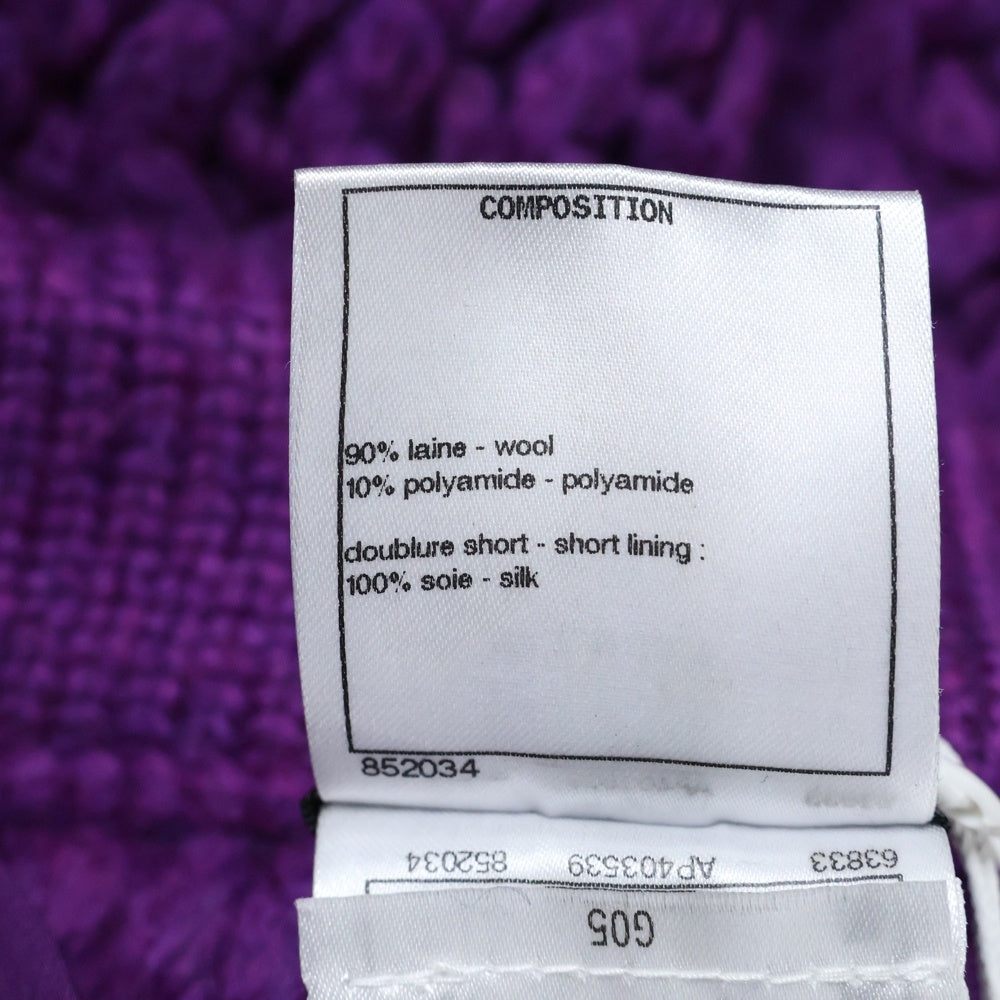 COMPOSITION
90% laine - wool
10% polyamide - polyamide
doublure short - short lining :
100% soie - silk
852034
63833 AP403539 852034
G05